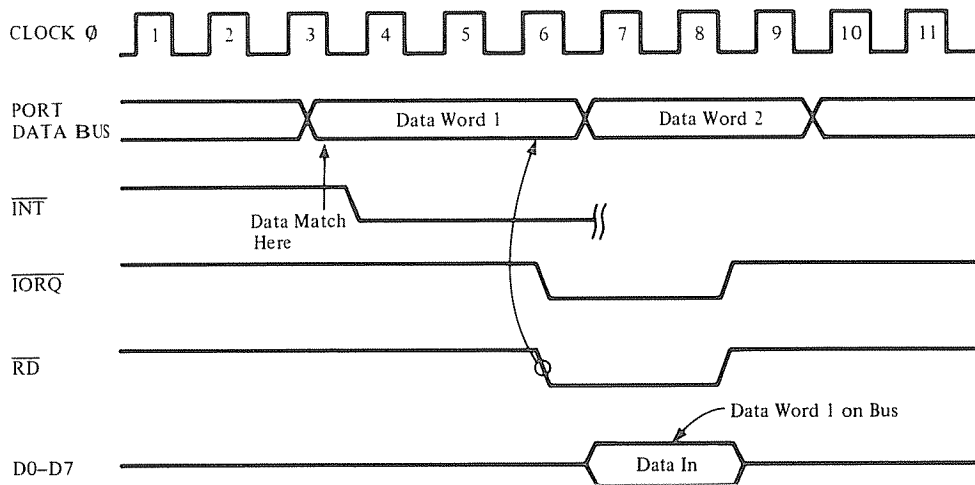 CLOCK Ø 1 2 3 4 5 6 7 8 9 10 11
PORT
DATA BUS
Data Word 1
Data Word 2
INT
Data Match
Here
IORQ
RD
Data Word 1 on Bus
D0–D7
Data In